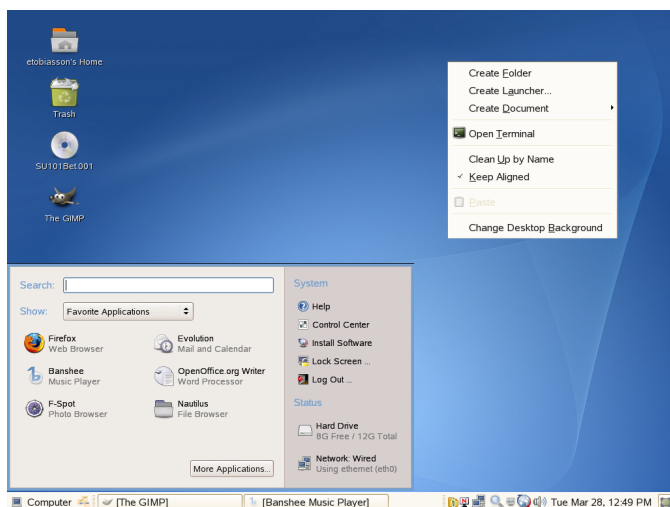 etobiasson's Home
Trash
SU101Bet.001
The GIMP
Create Folder
Create Launcher...
Create Document
Open Terminal
Clean Up by Name
Keep Aligned
Paste
Change Desktop Background
Search:
Show: Favorite Applications
Firefox
Web Browser
Evolution
Mail and Calendar
Banshee
Music Player
OpenOffice.org Writer
Word Processor
F-Spot
Photo Browser
Nautilus
File Browser
More Applications...
System
Help
Control Center
Install Software
Lock Screen ...
Log Out ...
Status
Hard Drive
8G Free / 12G Total
Network: Wired
Using ethernet (eth0)
Computer
[The GIMP]
[Banshee Music Player]
Tue Mar 28, 12:49 PM